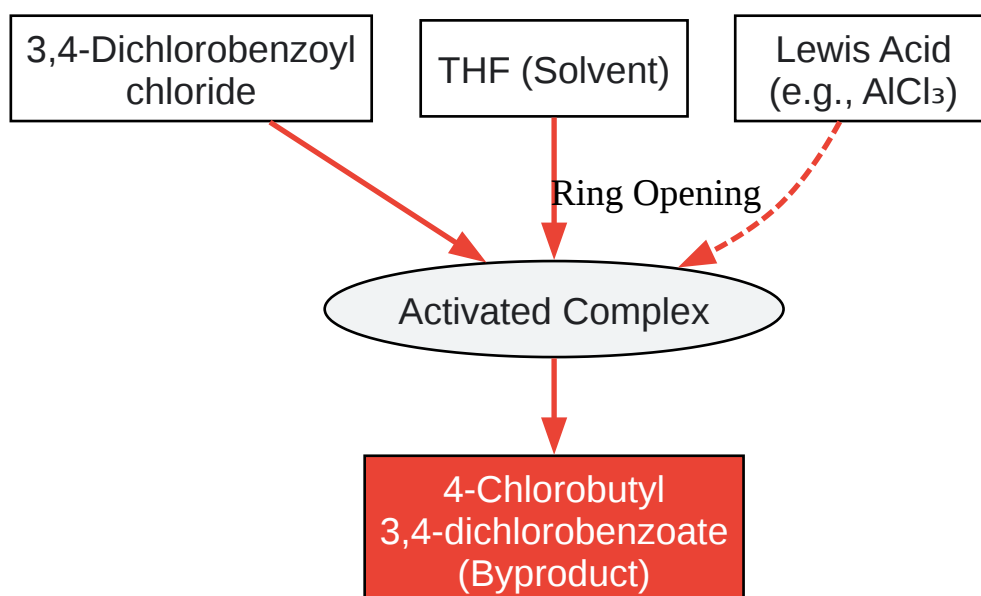 3,4-Dichlorobenzoyl
chloride
THF (Solvent)
Lewis Acid
(e.g., AlCl₃)
Ring Opening
Activated Complex
4-Chlorobutyl
3,4-dichlorobenzoate
(Byproduct)